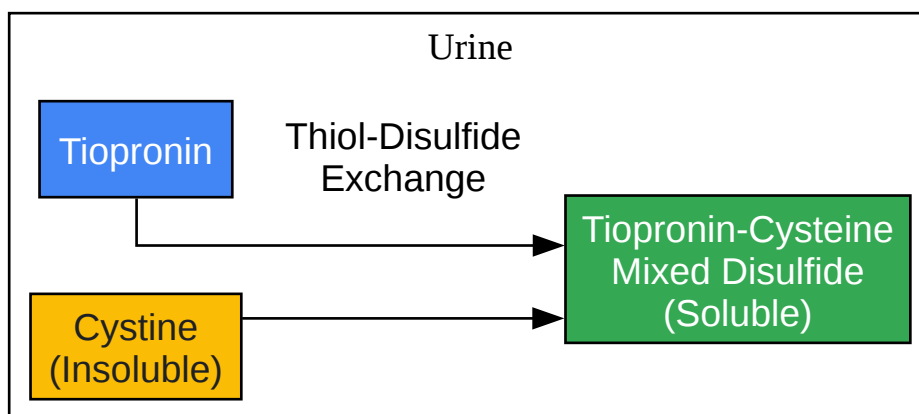 Urine
Tiopronin
Thiol-Disulfide
Exchange
Tiopronin-Cysteine
Mixed Disulfide
(Soluble)
Cystine
(Insoluble)